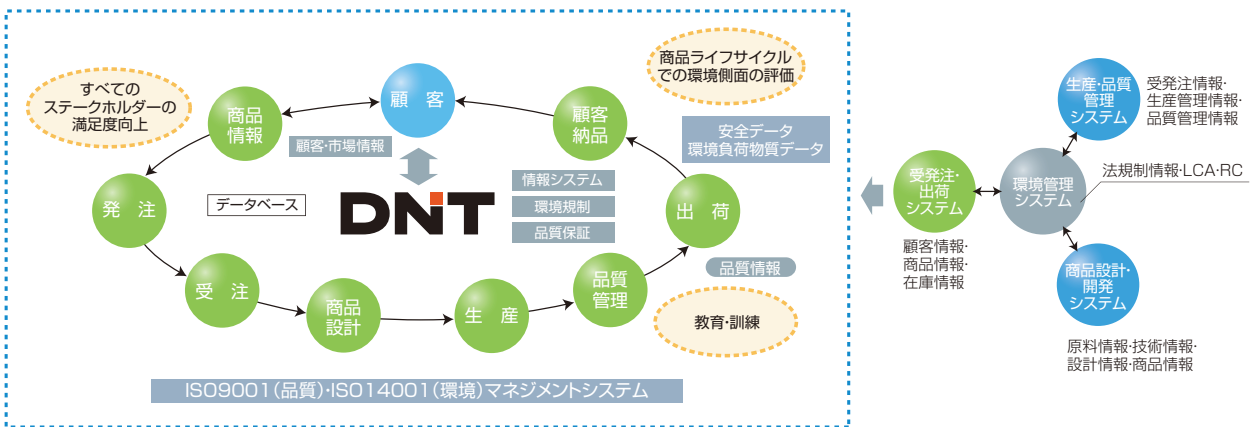 すべての
ステークホルダーの
満足度向上
商品
情報
顧 客
顧客・市場情報
商品ライフサイクル
での環境側面の評価
顧客
納品
安全データ
環境負荷物質データ
発 注
データベース
DNT
情報システム
環境規制
品質保証
出 荷
品質情報
受 注
商品
設計
生 産
品質
管理
教育・訓練
ISO9001(品質)・ISO14001(環境)マネジメントシステム
生産・品質
管理
システム
受発注情報・
生産管理情報・
品質管理情報
受発注・
出荷
システム
環境管理
システム
法規制情報・LCA・RC
顧客情報・
商品情報・
在庫情報
商品設計・
開発
システム
原料情報・技術情報・
設計情報・商品情報